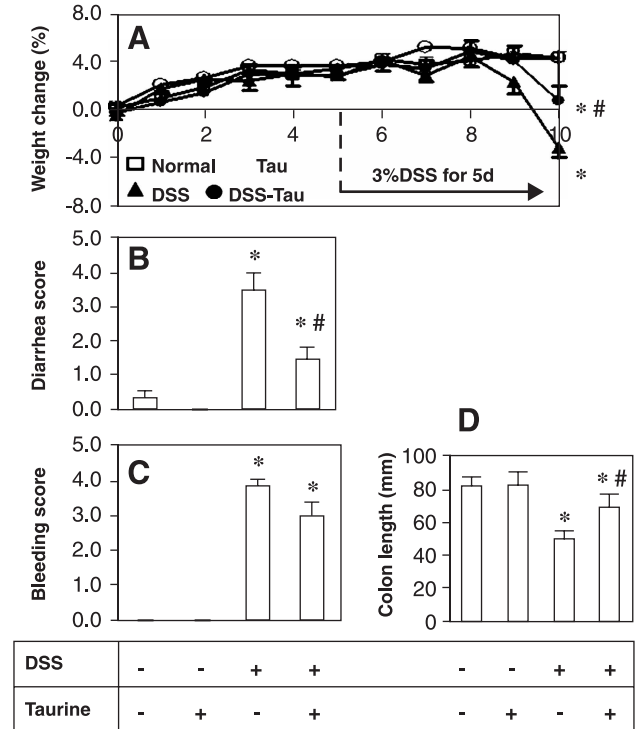 A
Weight change (%)
8.0
4.0
0.0
-4.0
-8.0
0 2 4 6 8 10
* #
*
Normal Tau
DSS DSS-Tau
3%DSS for 5d
B
Diarrhea score
5.0
4.0
3.0
2.0
1.0
0.0
*
* #
C
Bleeding score
5.0
4.0
3.0
2.0
1.0
0.0
*
*
D
Colon length (mm)
100
80
60
40
20
0
*
* #
DSS - - + + - - + +
Taurine - + - + - + - +